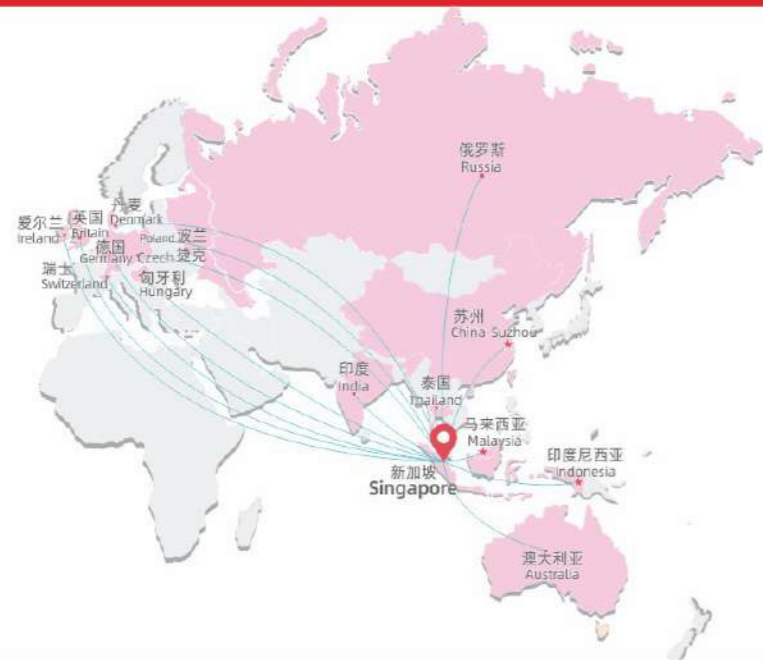 俄罗斯
Russia
丹麦
Denmark
爱尔兰
Ireland
英国
Britain
Poland 波兰
德国
Germany
Czech 捷克
瑞士
Switzerland
匈牙利
Hungary
苏州
China-Suzhou
印度
India
泰国
Thailand
马来西亚
Malaysia
印度尼西亚
Indonesia
新加坡
Singapore
澳大利亚
Australia